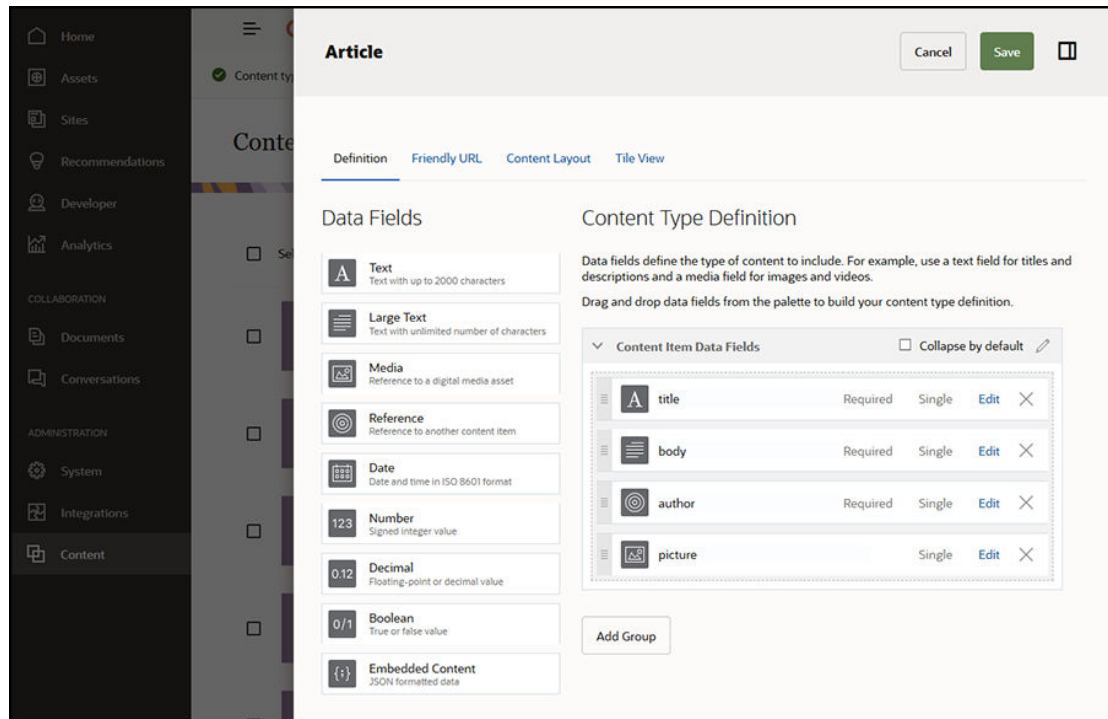 Home
Assets
Sites
Recommendations
Developer
Analytics
COLLABORATION
Documents
Conversations
ADMINISTRATION
System
Integrations
Content
Content
Article
Cancel
Save
Definition
Friendly URL
Content Layout
Tile View
Data Fields
A
Text
Text with up to 2000 characters
Large Text
Text with unlimited number of characters
Media
Reference to a digital media asset
Reference
Reference to another content item
Date
Date and time in ISO 8601 format
123
Number
Signed integer value
0.12
Decimal
Floating-point or decimal value
0/1
Boolean
True or false value
{;}
Embedded Content
JSON formatted data
Content Type Definition
Data fields define the type of content to include. For example, use a text field for titles and
descriptions and a media field for images and videos.
Drag and drop data fields from the palette to build your content type definition.
Content Item Data Fields
Collapse by default
A title Required Single Edit
body Required Single Edit
author Required Single Edit
picture Single Edit
Add Group